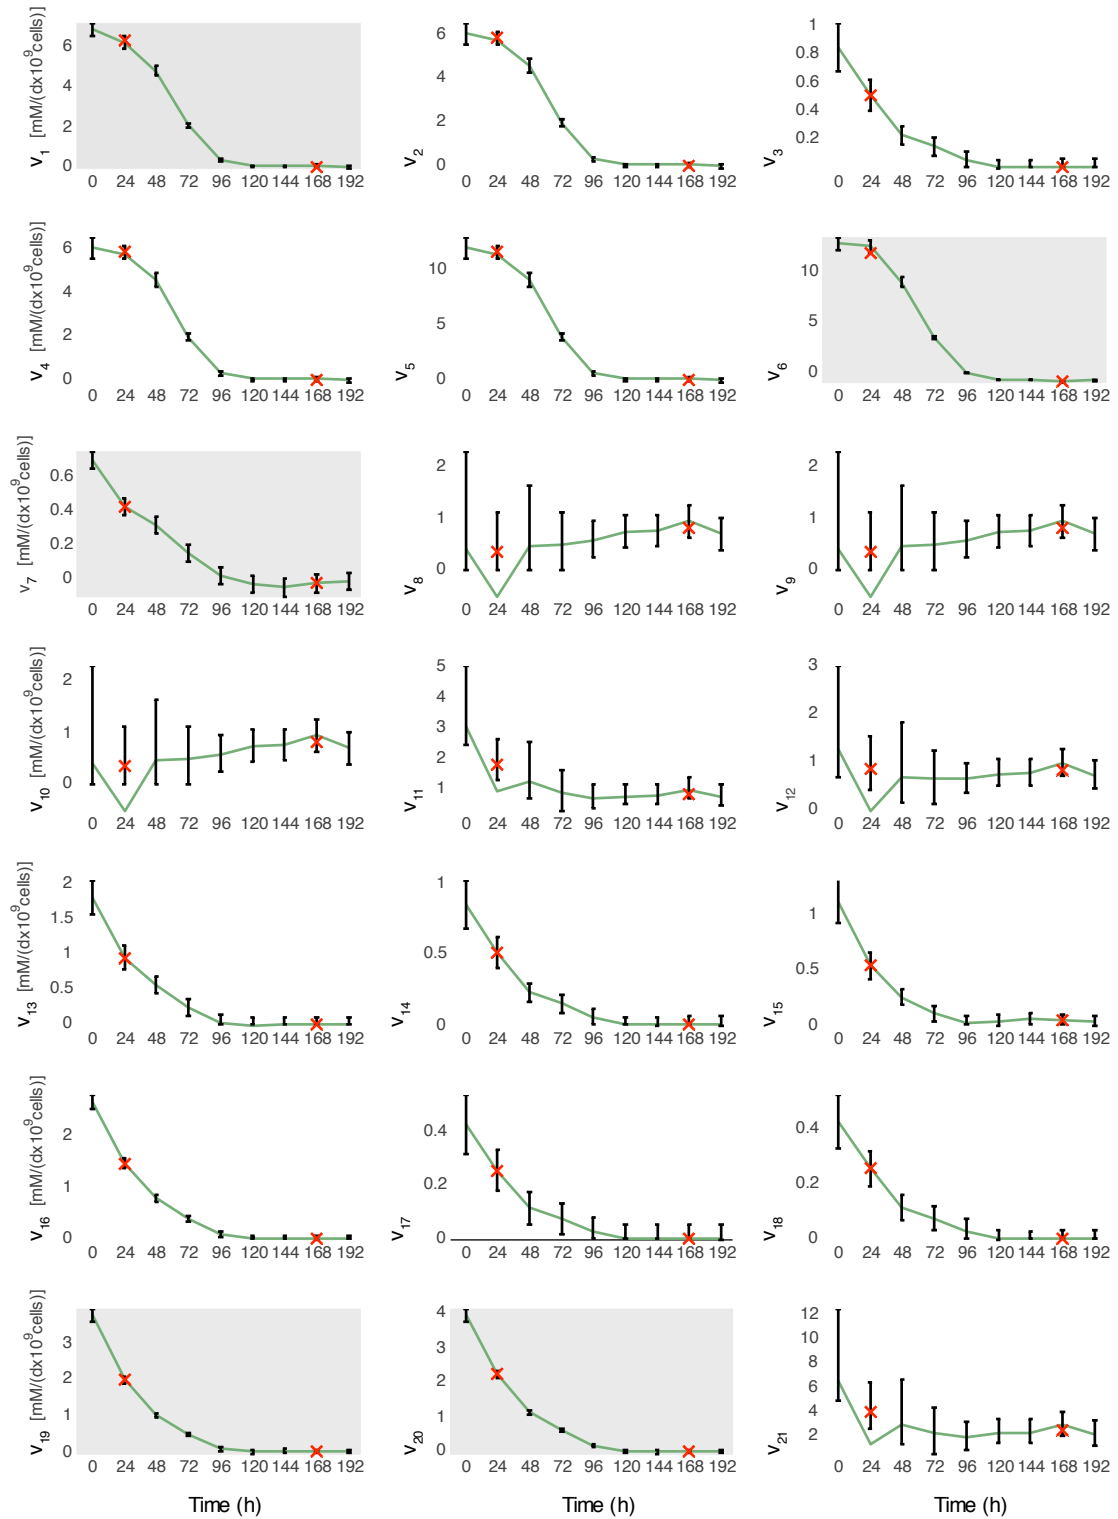 v1 [mM/(dx10^9cells)]
6
4
2
0
0 24 48 72 96 120 144 168 192
v2
6
4
2
0
0 24 48 72 96 120 144 168 192
v3
1
0.8
0.6
0.4
0.2
0 24 48 72 96 120 144 168 192
v4 [mM/(dx10^9cells)]
6
4
2
0
0 24 48 72 96 120 144 168 192
v5
10
5
0
0 24 48 72 96 120 144 168 192
v6
10
5
0
0 24 48 72 96 120 144 168 192
v7 [mM/(dx10^9cells)]
0.6
0.4
0.2
0
0 24 48 72 96 120 144 168 192
v8
2
1
0
0 24 48 72 96 120 144 168 192
v9
2
1
0
0 24 48 72 96 120 144 168 192
v10 [mM/(dx10^9cells)]
2
1
0
0 24 48 72 96 120 144 168 192
v11
5
4
3
2
1
0 24 48 72 96 120 144 168 192
v12
3
2
1
0
0 24 48 72 96 120 144 168 192
v13 [mM/(dx10^9cells)]
2
1.5
1
0.5
0
0 24 48 72 96 120 144 168 192
v14
1
0.5
0
0 24 48 72 96 120 144 168 192
v15
1
0.5
0
0 24 48 72 96 120 144 168 192
v16 [mM/(dx10^9cells)]
2
1
0
0 24 48 72 96 120 144 168 192
v17
0.4
0.2
0
0 24 48 72 96 120 144 168 192
v18
0.4
0.2
0
0 24 48 72 96 120 144 168 192
v19 [mM/(dx10^9cells)]
3
2
1
0
0 24 48 72 96 120 144 168 192
Time (h)
v20
4
3
2
1
0
0 24 48 72 96 120 144 168 192
Time (h)
v21
12
10
8
6
4
2
0 24 48 72 96 120 144 168 192
Time (h)